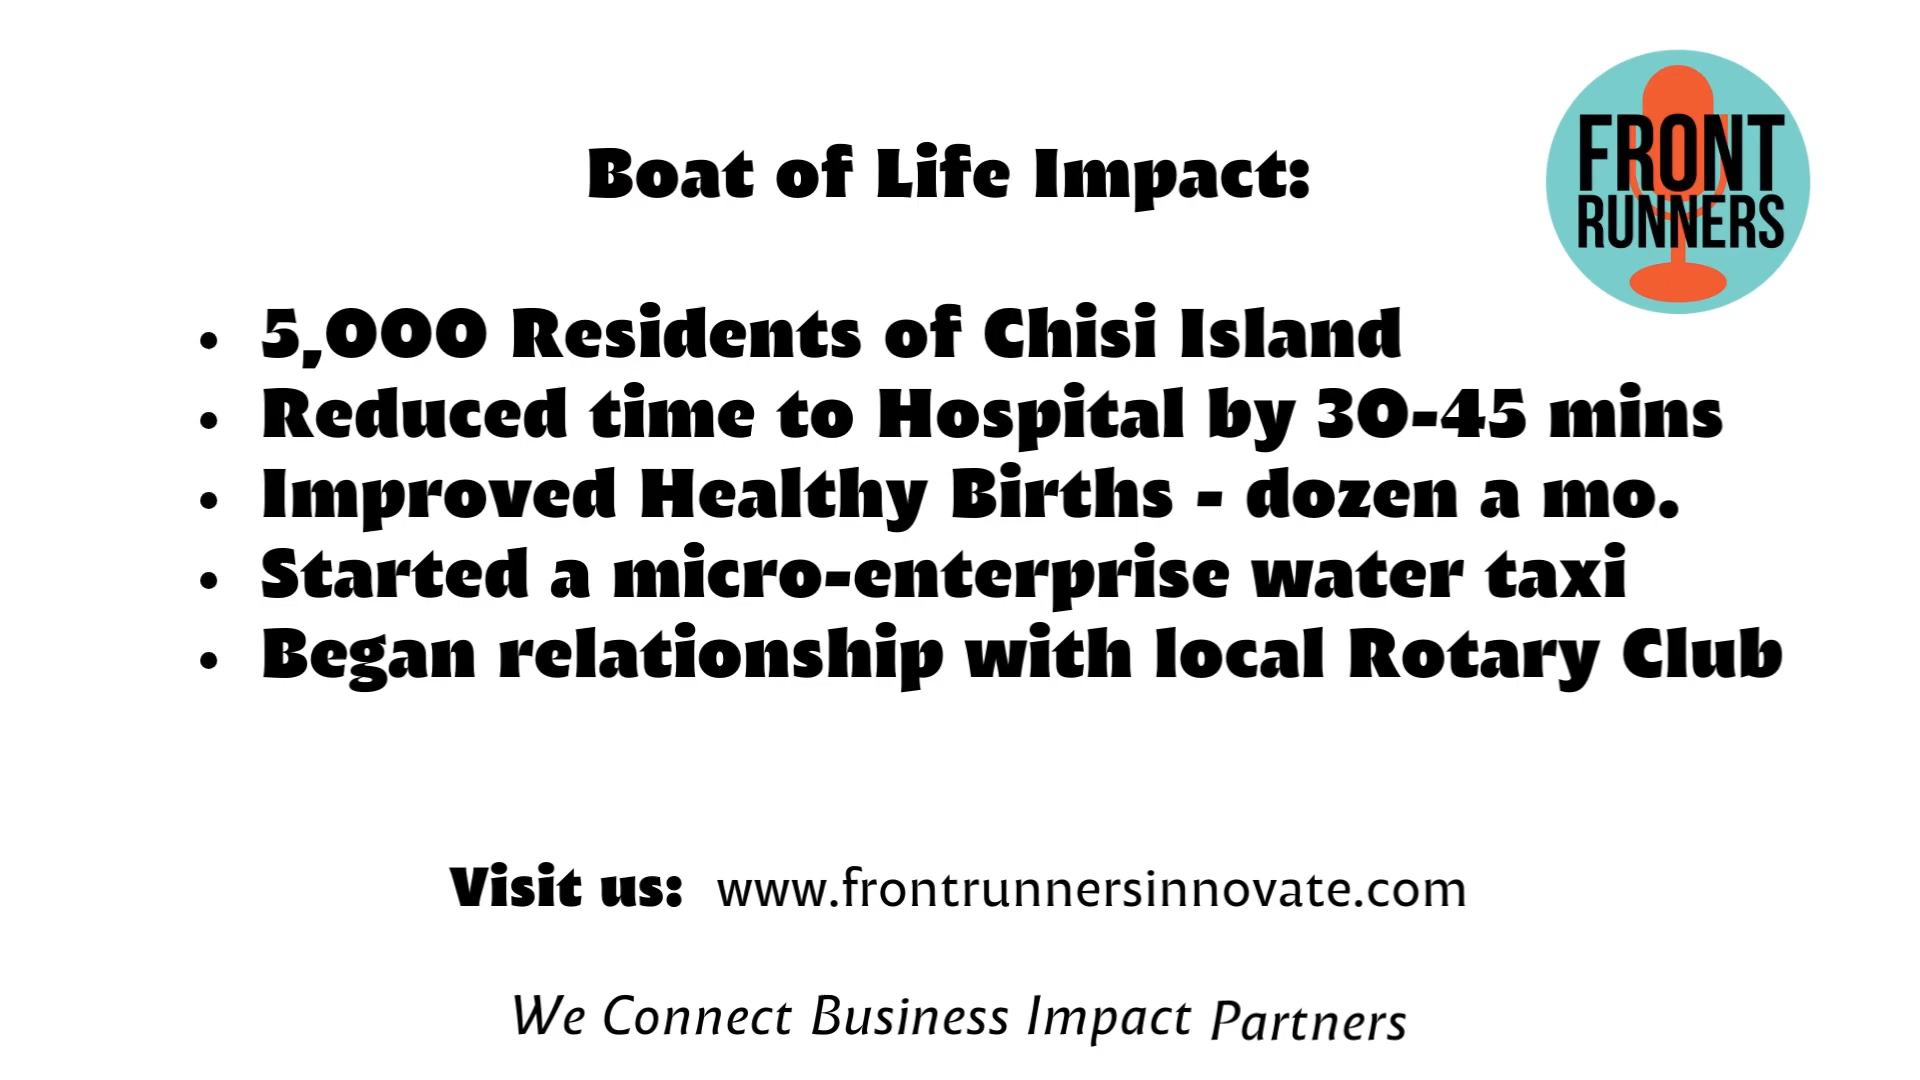 Boat of Life Impact:
FRONT
RUNNERS
• 5,000 Residents of Chisi Island
• Reduced time to Hospital by 30-45 mins
• Improved Healthy Births - dozen a mo.
• Started a micro-enterprise water taxi
• Began relationship with local Rotary Club
Visit us: www.frontrunnersinnovate.com
We Connect Business Impact Partners